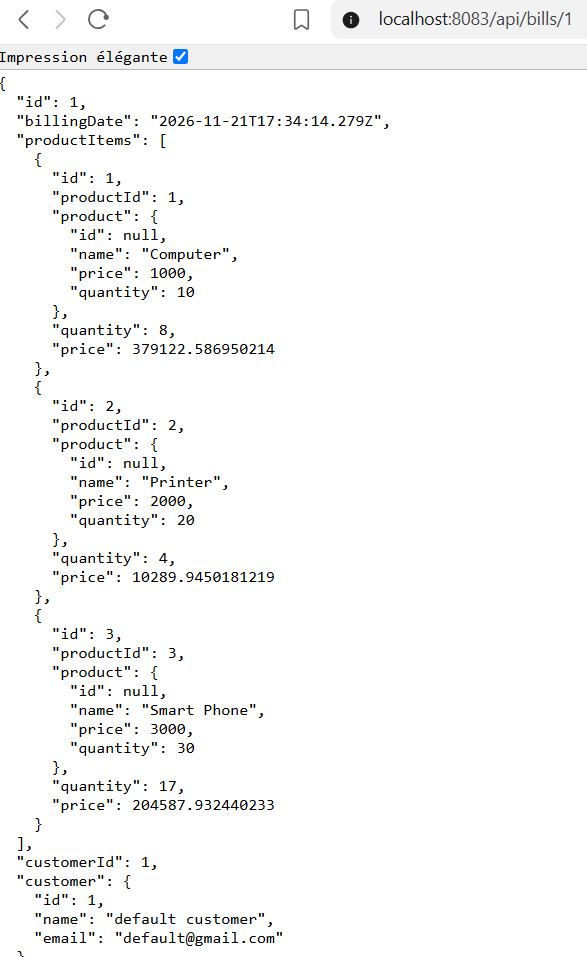 localhost:8083/api/bills/1
Impression élégante
{
  "id": 1,
  "billingDate": "2026-11-21T17:34:14.279Z",
  "productItems": [
    {
      "id": 1,
      "productId": 1,
      "product": {
        "id": null,
        "name": "Computer",
        "price": 1000,
        "quantity": 10
      },
      "quantity": 8,
      "price": 379122.586950214
    },
    {
      "id": 2,
      "productId": 2,
      "product": {
        "id": null,
        "name": "Printer",
        "price": 2000,
        "quantity": 20
      },
      "quantity": 4,
      "price": 10289.9450181219
    },
    {
      "id": 3,
      "productId": 3,
      "product": {
        "id": null,
        "name": "Smart Phone",
        "price": 3000,
        "quantity": 30
      },
      "quantity": 17,
      "price": 204587.932440233
    }
  ],
  "customerId": 1,
  "customer": {
    "id": 1,
    "name": "default customer",
    "email": "default@gmail.com"
  }